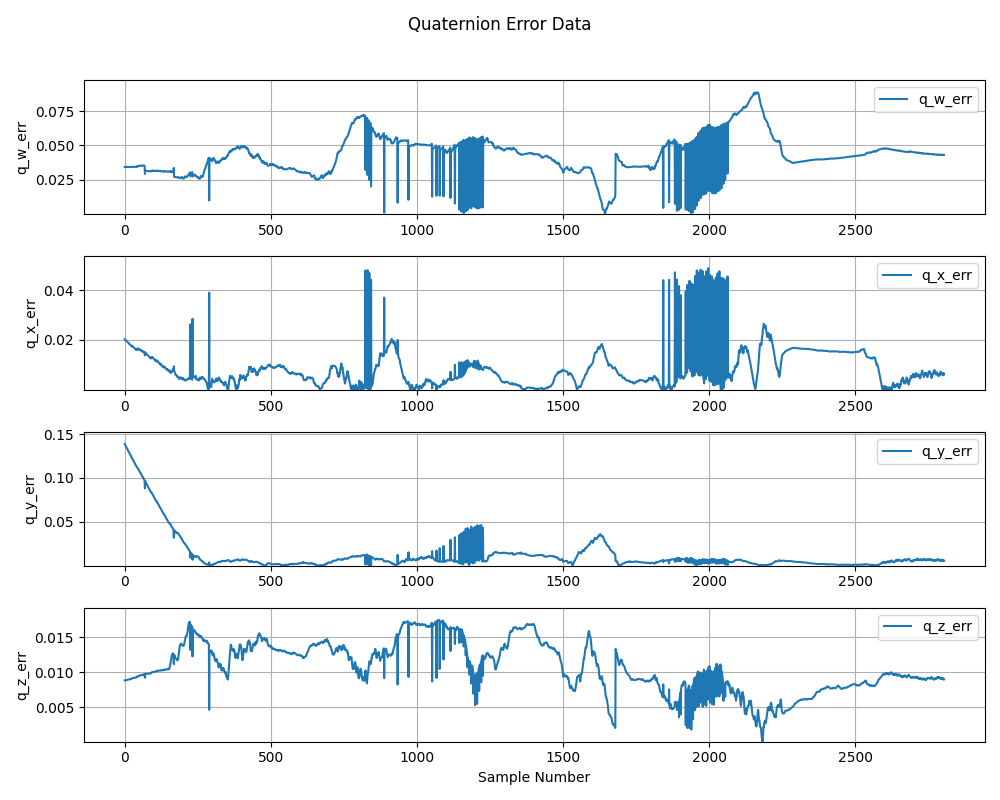 Quaternion Error Data
q_w_err
0.075
0.050
0.025
q_w_err
0 500 1000 1500 2000 2500
q_x_err
0.04
0.02
q_x_err
0 500 1000 1500 2000 2500
q_y_err
0.15
0.10
0.05
q_y_err
0 500 1000 1500 2000 2500
q_z_err
0.015
0.010
0.005
q_z_err
0 500 1000 1500 2000 2500
Sample Number